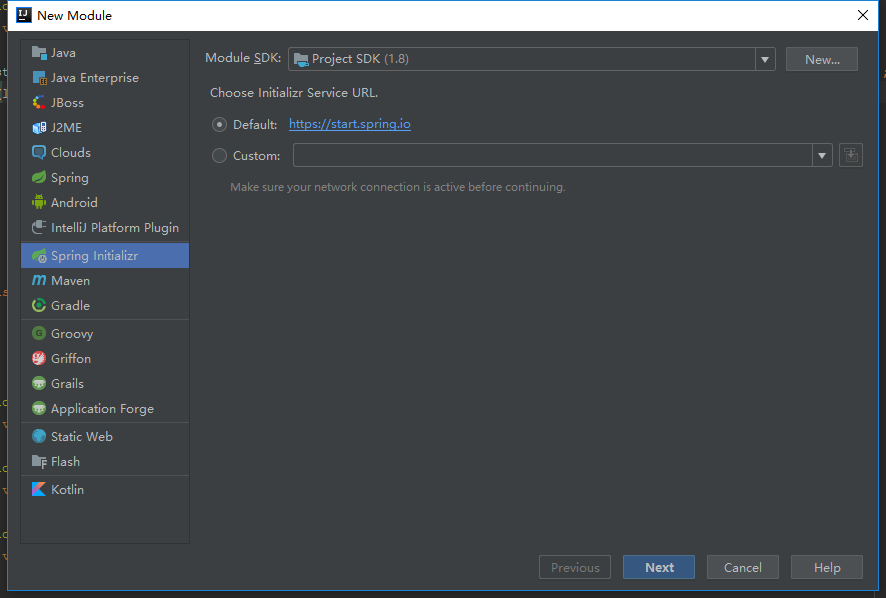 New Module
Java
Java Enterprise
JBoss
J2ME
Clouds
Spring
Android
IntelliJ Platform Plugin
Spring Initializr
Maven
Gradle
Groovy
Griffon
Grails
Application Forge
Static Web
Flash
Kotlin
Module SDK: Project SDK (1.8) New...
Choose Initializr Service URL.
Default: https://start.spring.io
Custom:
Make sure your network connection is active before continuing.
Previous Next Cancel Help